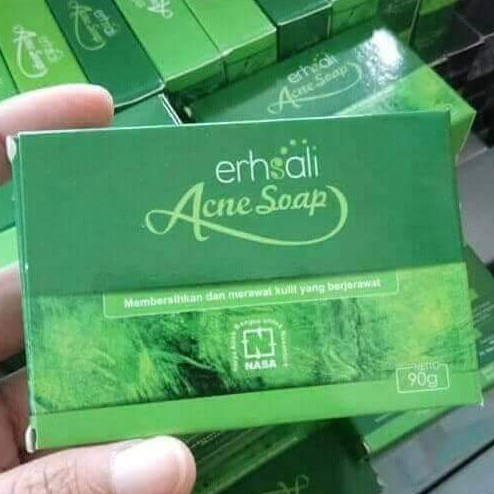 erhsali
Acne Soap
erhsali
Acne Soap
Membersihkan dan merawat kulit yang berjerawat
NASA
NETTO
90g